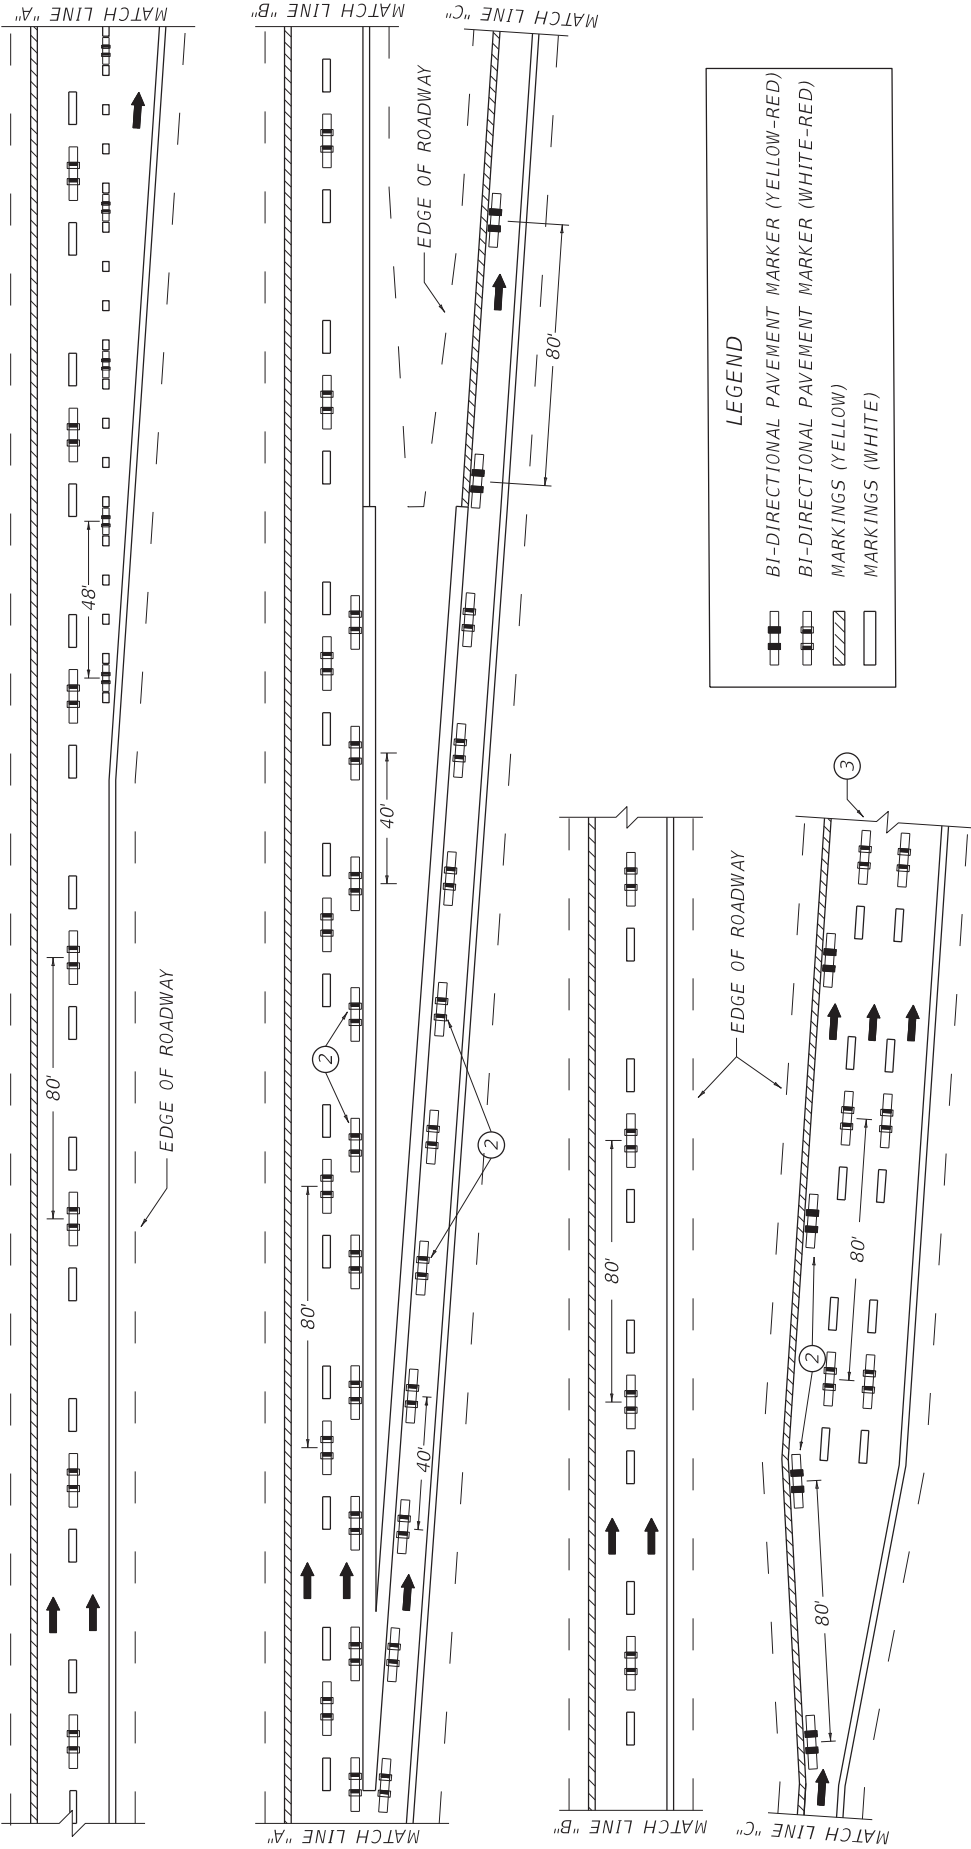 MATCH LINE "A"
MATCH LINE "B"
MATCH LINE "C"
EDGE OF ROADWAY
48'
80'
EDGE OF ROADWAY
80'
40'
2
2
80'
40'
MATCH LINE "A"
LEGEND
BI-DIRECTIONAL PAVEMENT MARKER (YELLOW-RED)
BI-DIRECTIONAL PAVEMENT MARKER (WHITE-RED)
MARKINGS (YELLOW)
MARKINGS (WHITE)
3
EDGE OF ROADWAY
80'
80'
2
80'
MATCH LINE "B"
MATCH LINE "C"